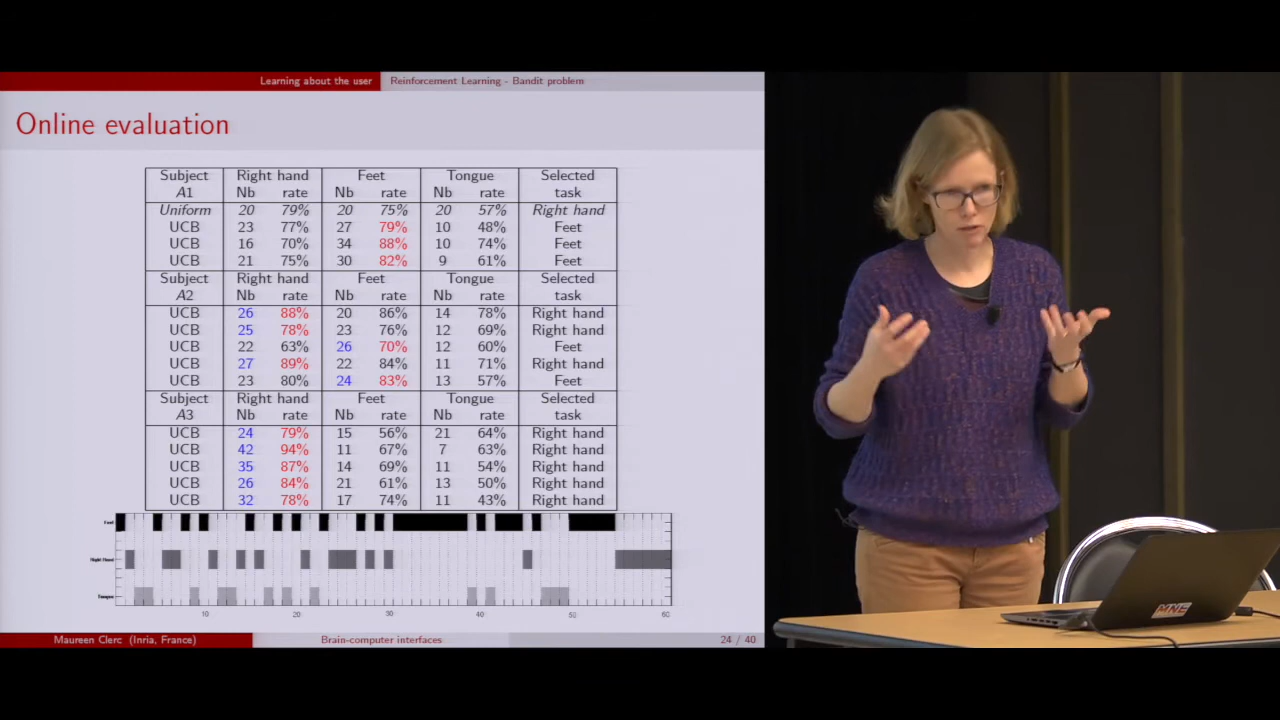 Learning about the user Reinforcement Learning - Bandit problem
Online evaluation
Subject Right hand Feet Tongue Selected
A1 Nb rate Nb rate Nb rate task
Uniform 20 79% 20 75% 20 57% Right hand
UCB 23 77% 27 79% 10 48% Feet
UCB 16 70% 34 88% 10 74% Feet
UCB 21 75% 30 82% 9 61% Feet
Subject Right hand Feet Tongue Selected
A2 Nb rate Nb rate Nb rate task
UCB 26 88% 20 86% 14 78% Right hand
UCB 25 78% 23 76% 12 69% Right hand
UCB 22 63% 26 70% 12 60% Feet
UCB 27 89% 22 84% 11 71% Right hand
UCB 23 80% 24 83% 13 57% Feet
Subject Right hand Feet Tongue Selected
A3 Nb rate Nb rate Nb rate task
UCB 24 79% 15 56% 21 64% Right hand
UCB 42 94% 11 67% 7 63% Right hand
UCB 35 87% 14 69% 11 54% Right hand
UCB 26 84% 21 61% 13 50% Right hand
UCB 32 78% 17 74% 11 43% Right hand
Feet
Right Hand
Tongue
10 20 30 40 50 60
Maureen Clerc (Inria, France) Brain-computer interfaces 24 / 40
MNE